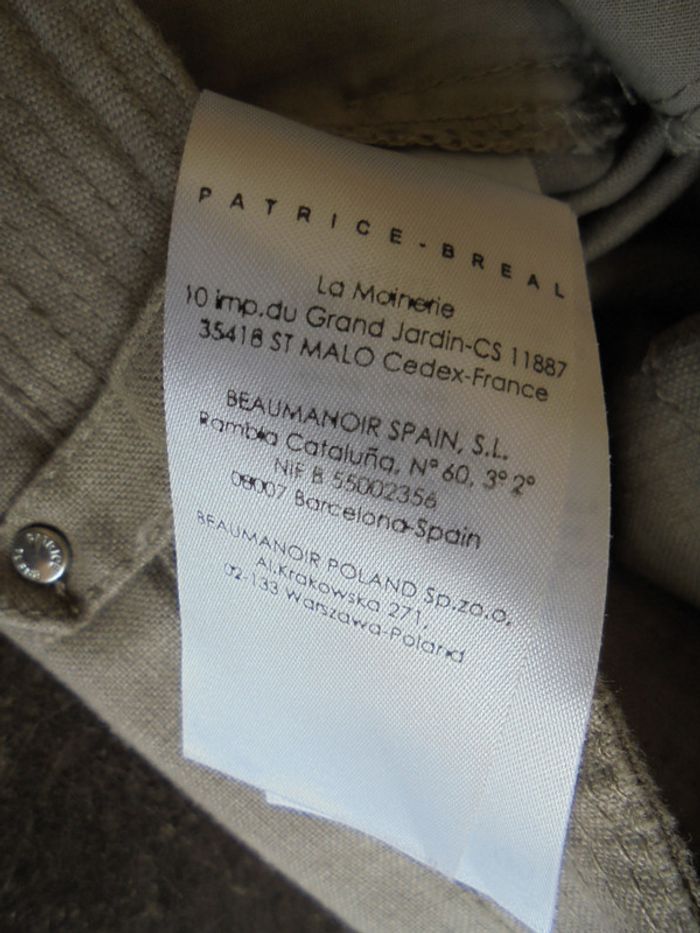 PATRICE-BREAL
La Moinerie
10 imp.du Grand Jardin-CS 11887
35418 ST MALO Cedex-France
BEAUMANOIR SPAIN, S.L.
Rambla Cataluña, Nº 60, 3º 2º
NIF B 55002356
08007 Barcelona-Spain
BEAUMANOIR POLAND Sp.zo.o,
Al.Krakowska 271,
02-133 Warszawa-Poland